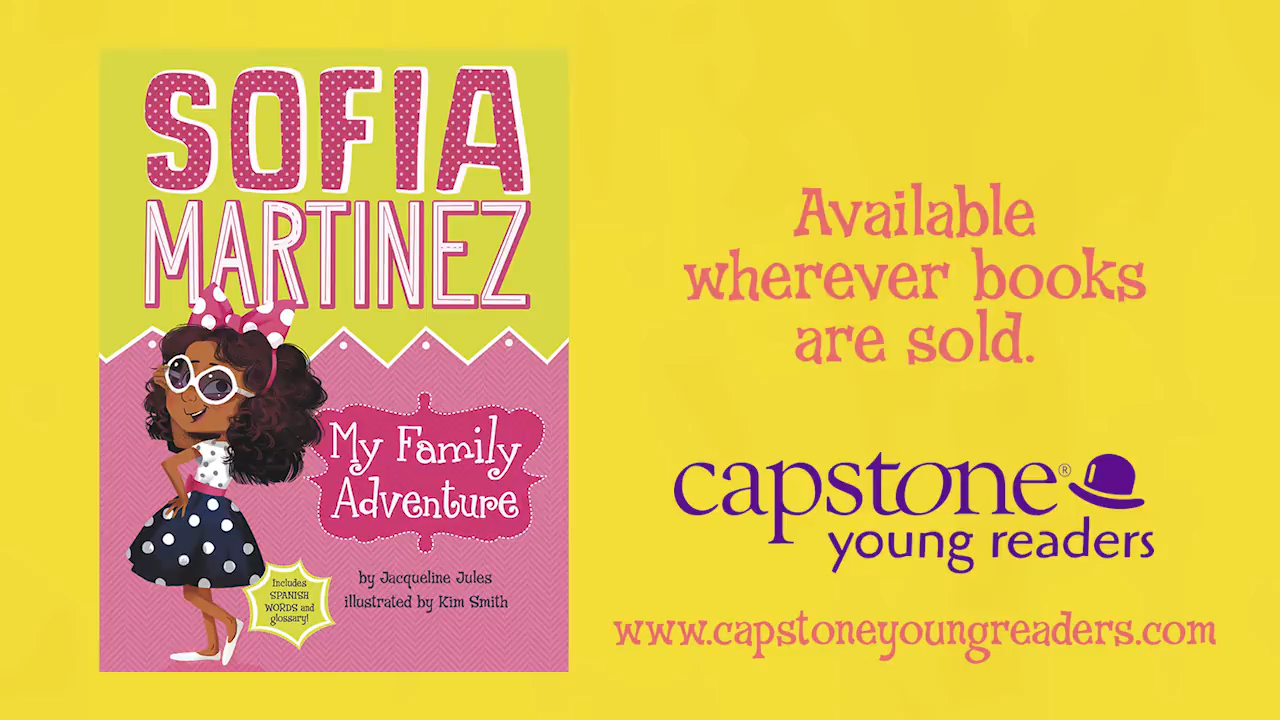 SOFIA
MARTINEZ
My Family
Adventure
by Jacqueline Jules
illustrated by Kim Smith
Includes
SPANISH
WORDS and
glossary!
Available
wherever books
are sold.
capstone®
young readers
www.capstoneyoungreaders.com